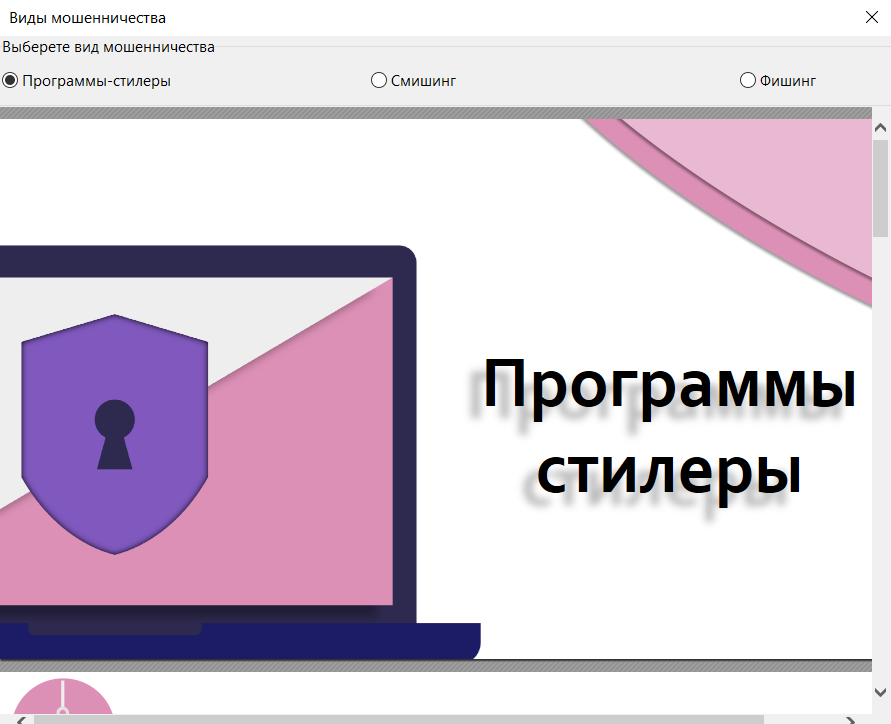 Виды мошенничества
Выберете вид мошенничества
Программы-стилеры
Смишинг
Фишинг
Программы
стилеры